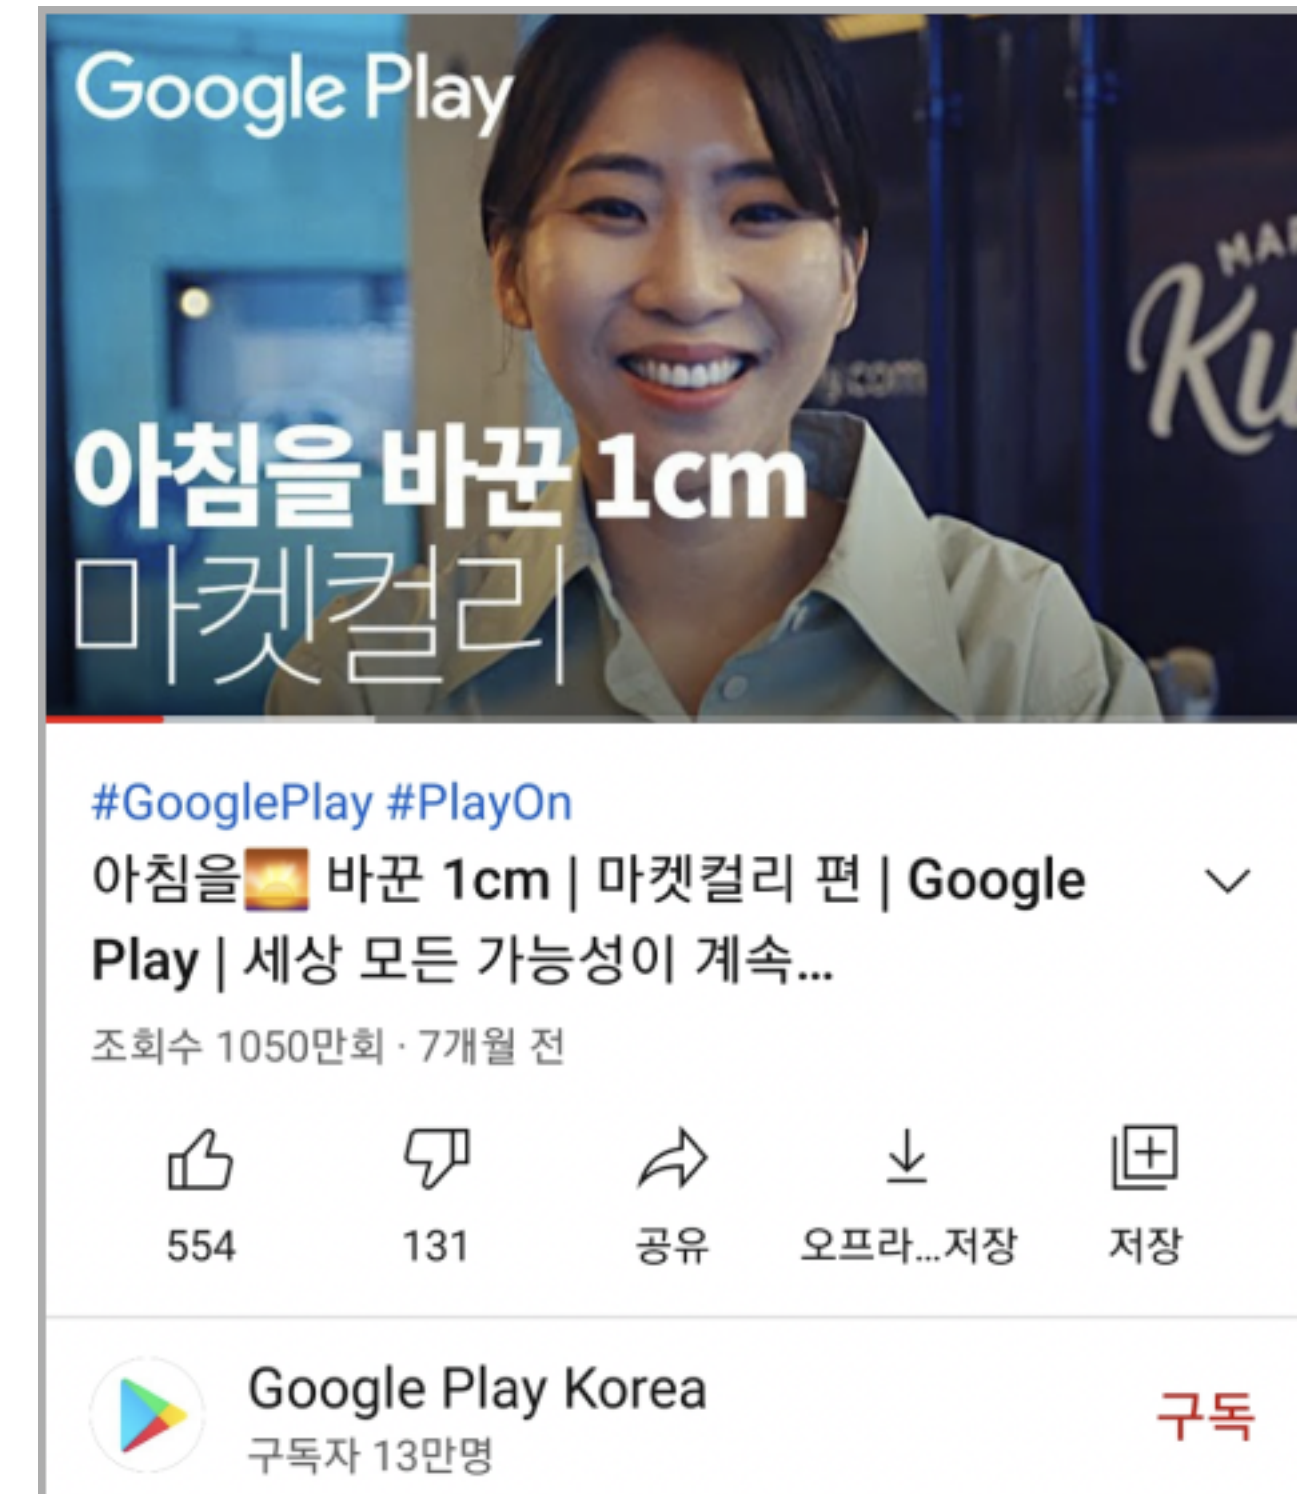 Google Play
아침을 바꾼 1cm
마켓컬리
#GooglePlay #PlayOn
아침을🌅 바꾼 1cm | 마켓컬리 편 | Google
Play | 세상 모든 가능성이 계속...
조회수 1050만회 · 7개월 전
554
131
공유
오프라...저장
저장
Google Play Korea
구독
구독자 13만명